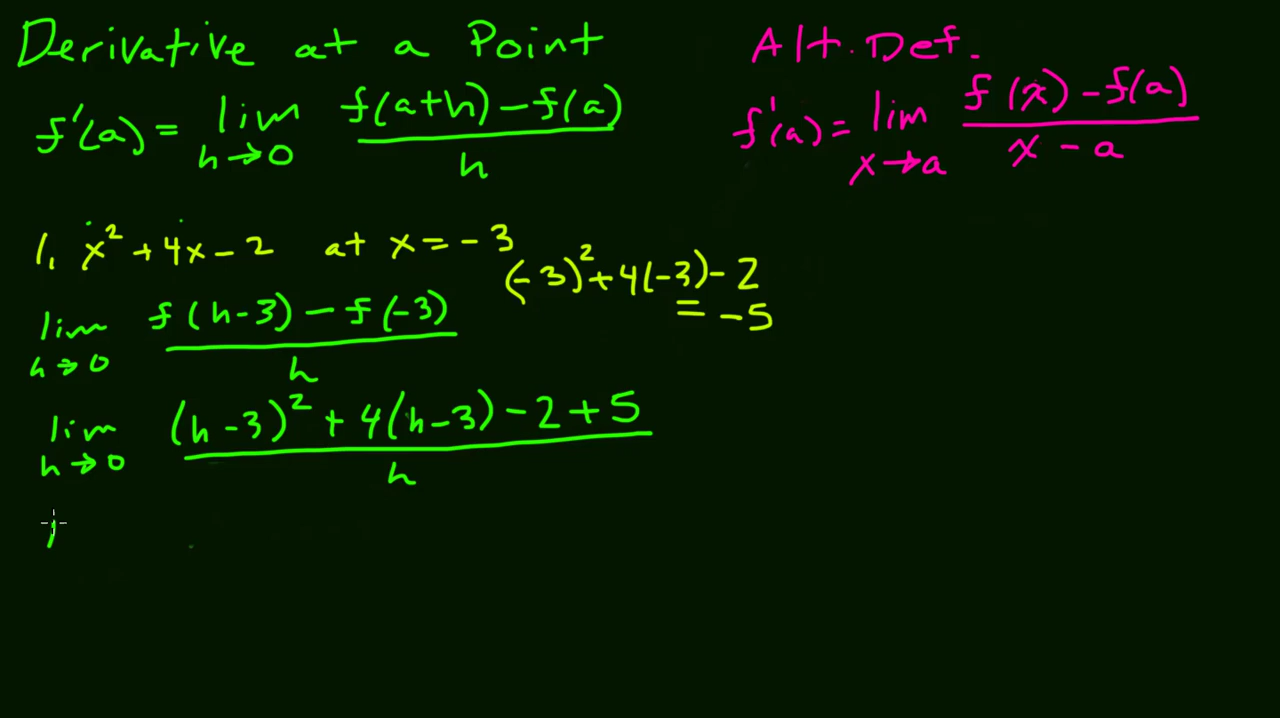 Derivative at a Point
f'(a) = lim h→0 (f(a+h) − f(a)) / h
Alt. Def.
f'(a) = lim x→a (f(x) − f(a)) / (x − a)
1. x² + 4x − 2 at x = −3
(−3)² + 4(−3) − 2
= −5
lim h→0 (f(h−3) − f(−3)) / h
lim h→0 ((h−3)² + 4(h−3) − 2 + 5) / h